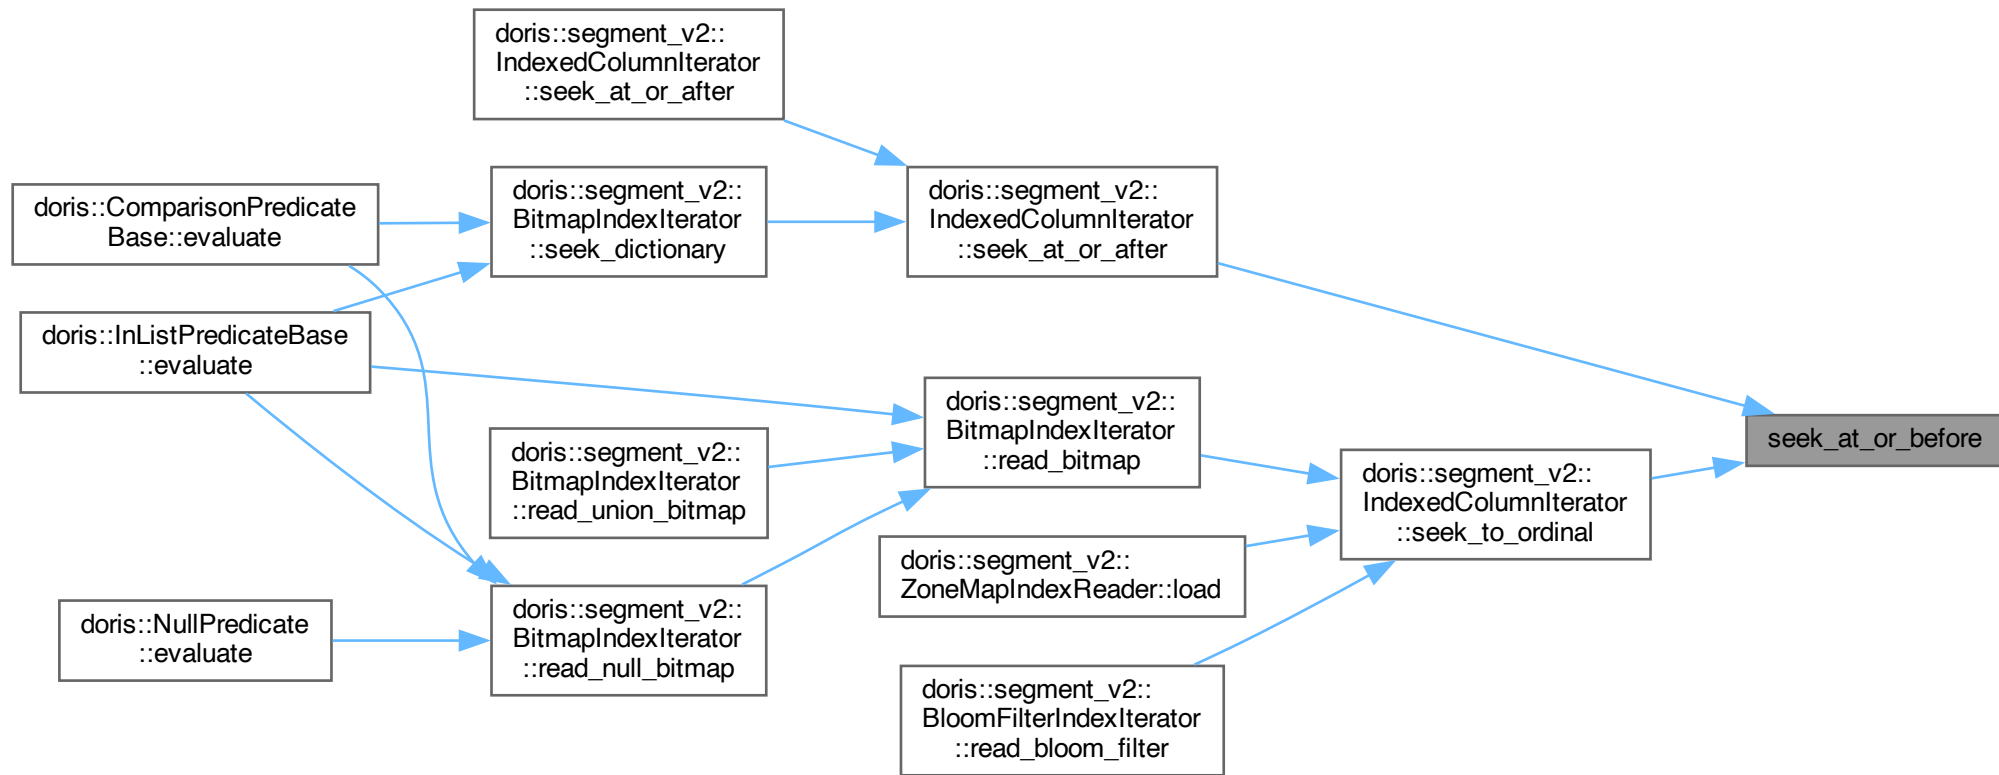 doris::segment_v2::
IndexedColumnIterator
::seek_at_or_after
doris::ComparisonPredicate
Base::evaluate
doris::segment_v2::
BitmapIndexIterator
::seek_dictionary
doris::segment_v2::
IndexedColumnIterator
::seek_at_or_after
doris::InListPredicateBase
::evaluate
doris::segment_v2::
BitmapIndexIterator
::read_bitmap
seek_at_or_before
doris::segment_v2::
BitmapIndexIterator
::read_union_bitmap
doris::segment_v2::
IndexedColumnIterator
::seek_to_ordinal
doris::segment_v2::
ZoneMapIndexReader::load
doris::NullPredicate
::evaluate
doris::segment_v2::
BitmapIndexIterator
::read_null_bitmap
doris::segment_v2::
BloomFilterIndexIterator
::read_bloom_filter